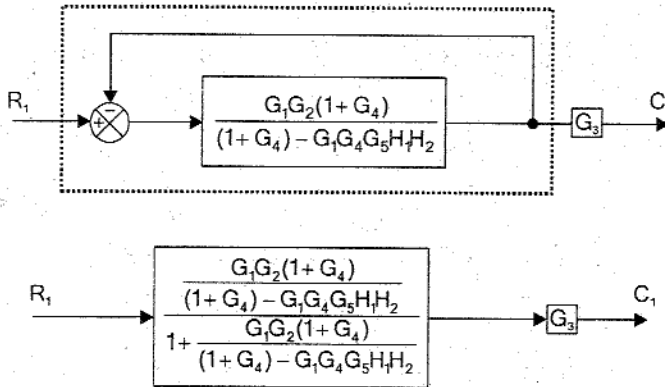 R₁
+
−
G₁G₂(1+G₄)
(1+G₄)−G₁G₄G₅H₁H₂
G₃
C
R₁
G₁G₂(1+G₄)
(1+G₄)−G₁G₄G₅H₁H₂
1+ G₁G₂(1+G₄)
(1+G₄)−G₁G₄G₅H₁H₂
G₃
C₁